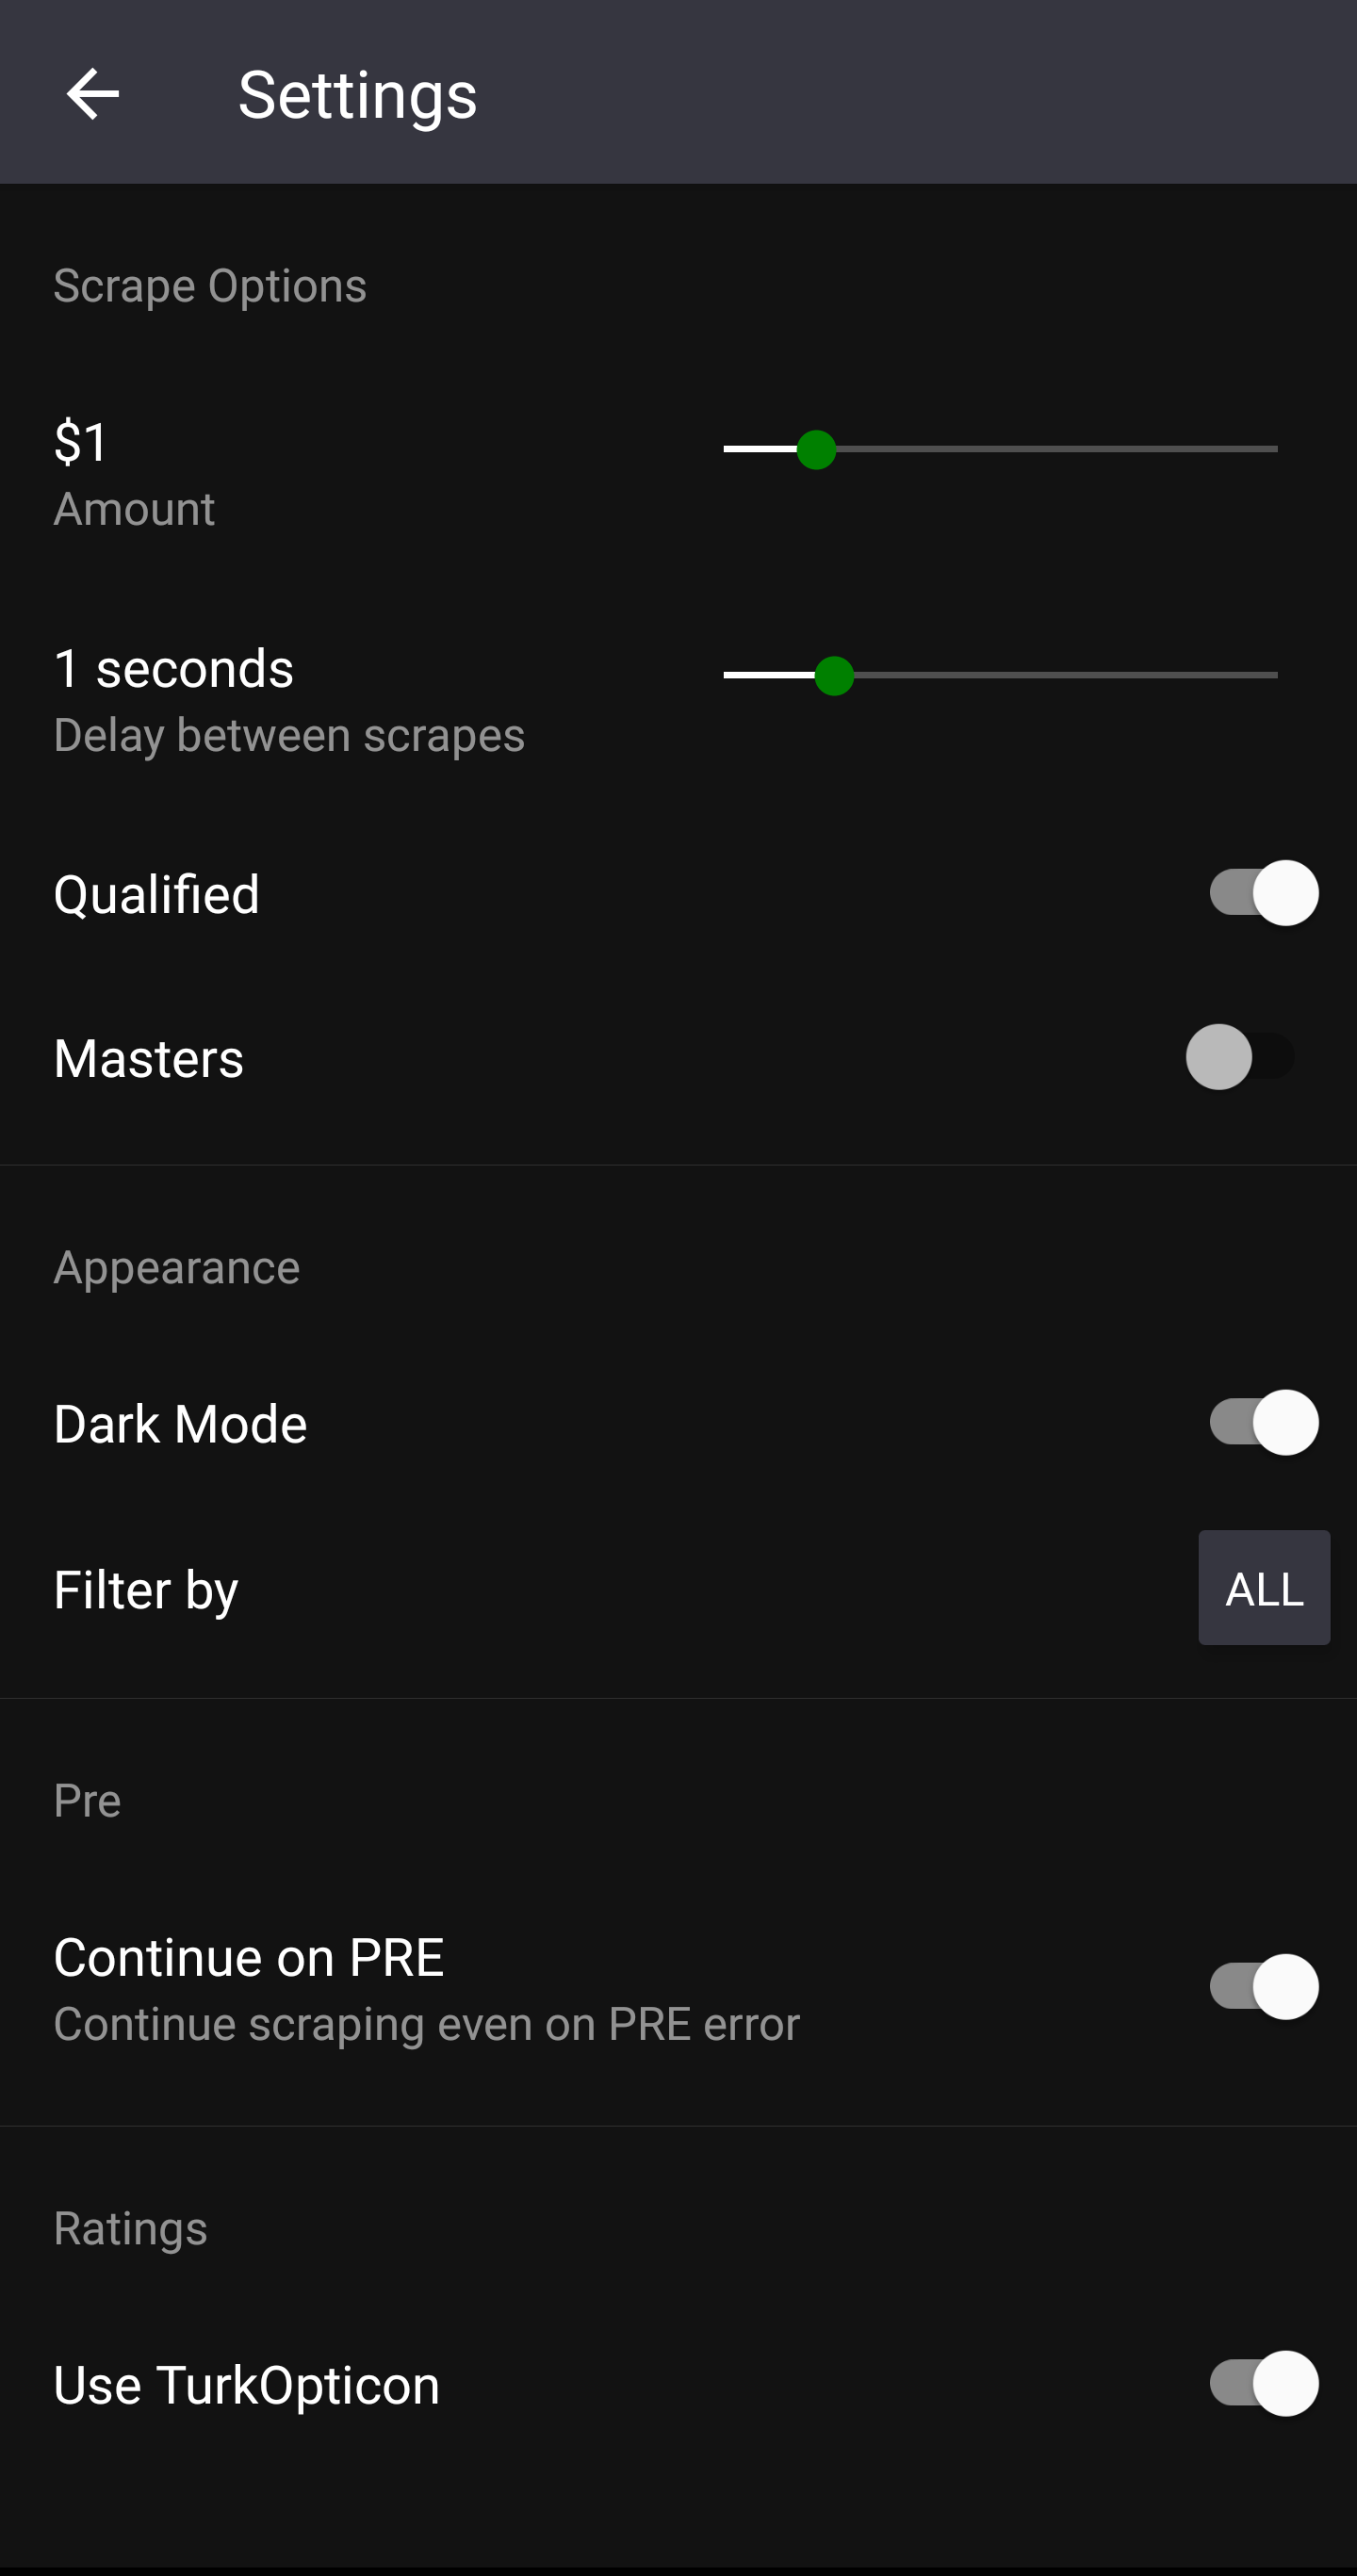 Settings
Scrape Options
$1
Amount
1 seconds
Delay between scrapes
Qualified
Masters
Appearance
Dark Mode
Filter by
ALL
Pre
Continue on PRE
Continue scraping even on PRE error
Ratings
Use TurkOpticon